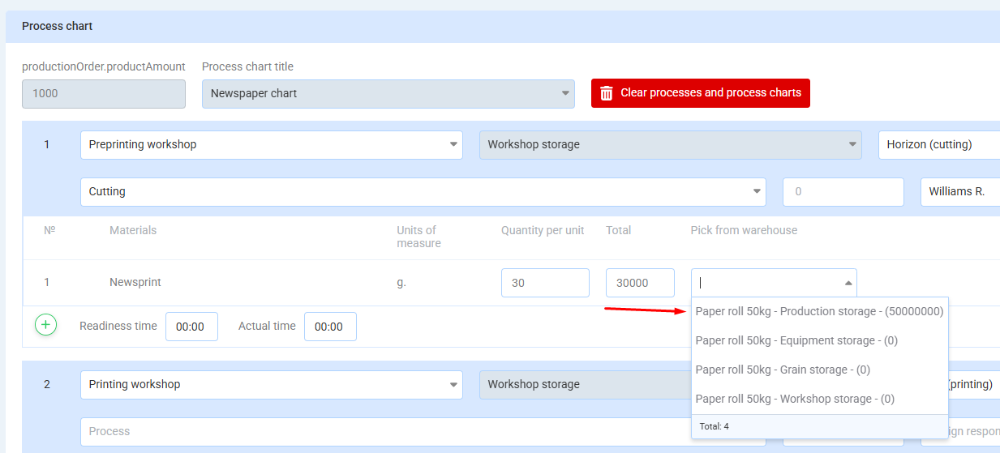 Process chart
productionOrder.productAmount Process chart title
1000 Newspaper chart Clear processes and process charts
1 Preprinting workshop Workshop storage Horizon (cutting)
Cutting 0 Williams R.
№ Materials Units of measure Quantity per unit Total Pick from warehouse
1 Newsprint g. 30 30000
Paper roll 50kg - Production storage - (50000000)
Readiness time 00:00 Actual time 00:00
Paper roll 50kg - Equipment storage - (0)
Paper roll 50kg - Grain storage - (0)
2 Printing workshop Workshop storage (printing)
Paper roll 50kg - Workshop storage - (0)
Total: 4
Process